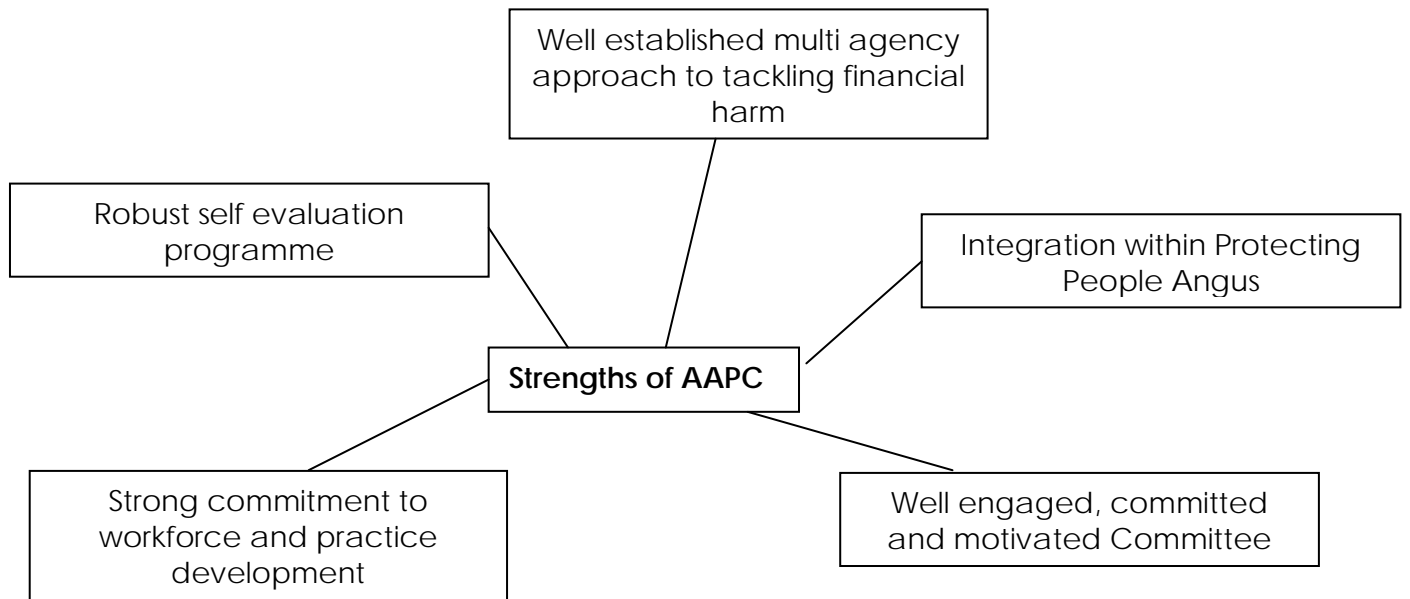 Well established multi agency
approach to tackling financial
harm
Robust self evaluation
programme
Integration within Protecting
People Angus
Strengths of AAPC
Strong commitment to
workforce and practice
development
Well engaged, committed
and motivated Committee